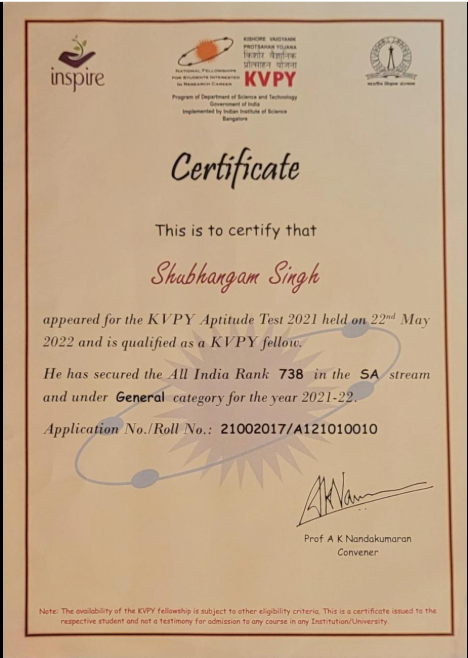 inspire
NATIONAL FELLOWSHIPS
FOR STUDENTS INTERESTED
IN RESEARCH CAREER
KISHORE VAIGYANIK
PROTSAHAN YOJANA
किशोर वैज्ञानिक
प्रोत्साहन योजना
KVPY
Program of Department of Science and Technology
Government of India
Implemented by Indian Institute of Science
Bangalore
Certificate
This is to certify that
Shubhangam Singh
appeared for the KVPY Aptitude Test 2021 held on 22nd May
2022 and is qualified as a KVPY fellow.
He has secured the All India Rank 738 in the SA stream
and under General category for the year 2021-22.
Application No./Roll No.: 21002017/A121010010
Prof A K Nandakumaran
Convener
Note: The availability of the KVPY fellowship is subject to other eligibility criteria. This is a certificate issued to the
respective student and not a testimony for admission to any course in any Institution/University.